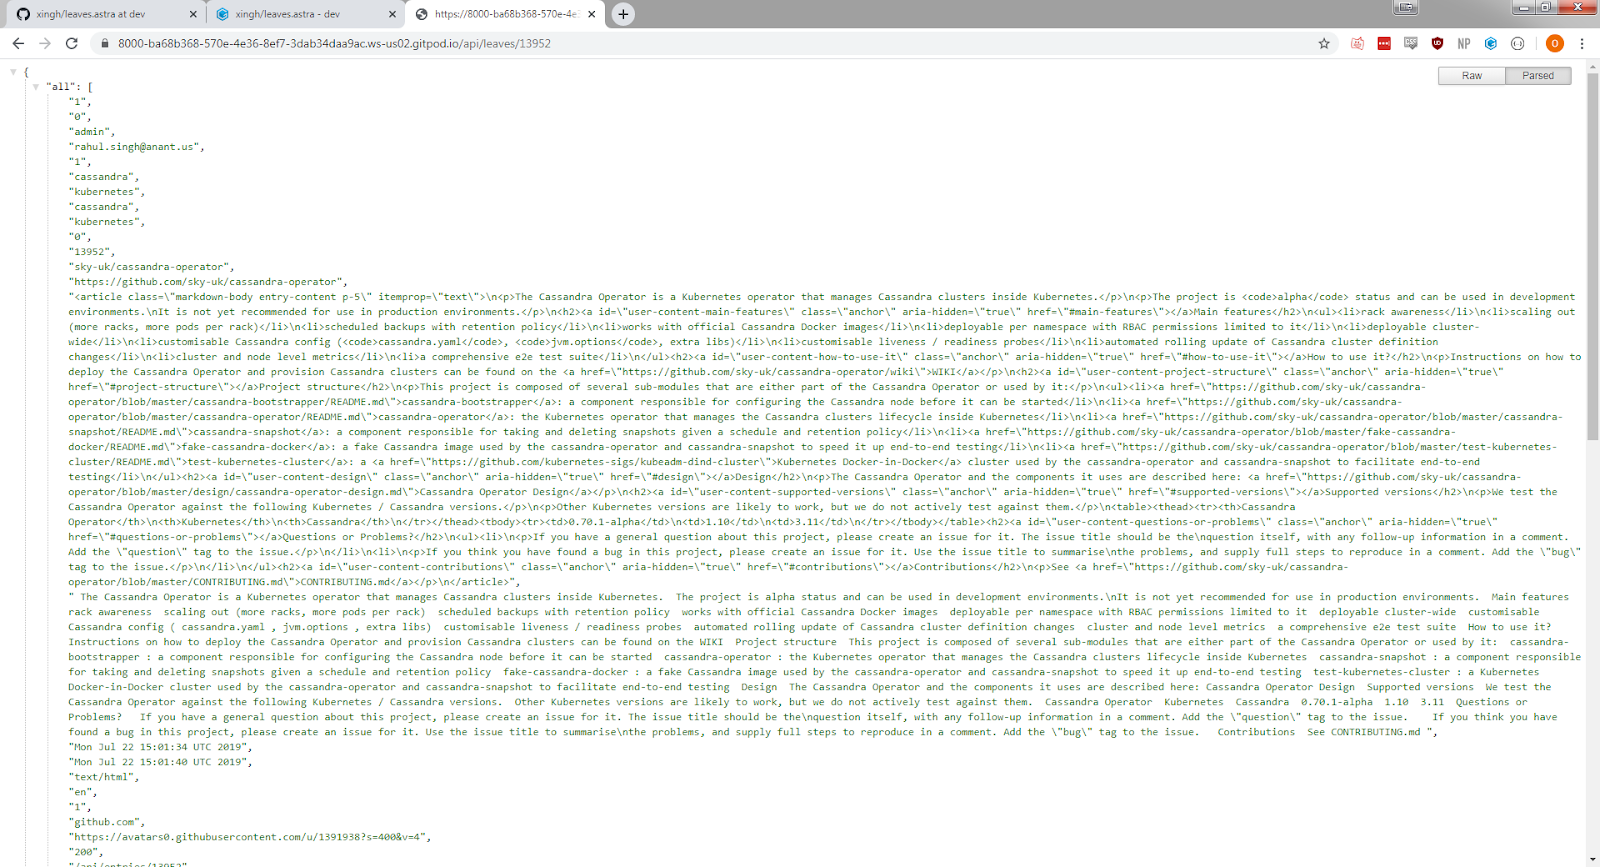 xingh/leaves.astra at dev
xingh/leaves.astra - dev
https://8000-ba68b368-570e-4e3
8000-ba68b368-570e-4e36-8ef7-3dab34daa9ac.ws-us02.gitpod.io/api/leaves/13952
NP
O
Raw
Parsed
{
"all": [
"1",
"0",
"admin",
"rahul.singh@anant.us",
"1",
"cassandra",
"kubernetes",
"cassandra",
"kubernetes",
"0",
"13952",
"sky-uk/cassandra-operator",
"https://github.com/sky-uk/cassandra-operator",
"<article class=\"markdown-body entry-content p-5\" itemprop=\"text\">\n<p>The Cassandra Operator is a Kubernetes operator that manages Cassandra clusters inside Kubernetes.</p>\n<p>The project is <code>alpha</code> status and can be used in development
environments.\nIt is not yet recommended for use in production environments.</p>\n<h2><a id=\"user-content-main-features\" class=\"anchor\" aria-hidden=\"true\" href=\"#main-features\"></a>Main features</h2>\n<ul><li>rack awareness</li>\n<li>scaling out
(more racks, more pods per rack)</li>\n<li>scheduled backups with retention policy</li>\n<li>works with official Cassandra Docker images</li>\n<li>deployable per namespace with RBAC permissions limited to it</li>\n<li>deployable cluster-
wide</li>\n<li>customisable Cassandra config (<code>cassandra.yaml</code>, <code>jvm.options</code>, extra libs)</li>\n<li>customisable liveness / readiness probes</li>\n<li>automated rolling update of Cassandra cluster definition
changes</li>\n<li>cluster and node level metrics</li>\n<li>a comprehensive e2e test suite</li>\n</ul><h2><a id=\"user-content-how-to-use-it\" class=\"anchor\" aria-hidden=\"true\" href=\"#how-to-use-it\"></a>How to use it?</h2>\n<p>Instructions on how to
deploy the Cassandra Operator and provision Cassandra clusters can be found on the <a href=\"https://github.com/sky-uk/cassandra-operator/wiki\">WIKI</a></p>\n<h2><a id=\"user-content-project-structure\" class=\"anchor\" aria-hidden=\"true\"
href=\"#project-structure\"></a>Project structure</h2>\n<p>This project is composed of several sub-modules that are either part of the Cassandra Operator or used by it:</p>\n<ul><li><a href=\"https://github.com/sky-uk/cassandra-
operator/blob/master/cassandra-bootstrapper/README.md\">cassandra-bootstrapper</a>: a component responsible for configuring the Cassandra node before it can be started</li>\n<li><a href=\"https://github.com/sky-uk/cassandra-
operator/blob/master/cassandra-operator/README.md\">cassandra-operator</a>: the Kubernetes operator that manages the Cassandra clusters lifecycle inside Kubernetes</li>\n<li><a href=\"https://github.com/sky-uk/cassandra-operator/blob/master/cassandra-
snapshot/README.md\">cassandra-snapshot</a>: a component responsible for taking and deleting snapshots given a schedule and retention policy</li>\n<li><a href=\"https://github.com/sky-uk/cassandra-operator/blob/master/fake-cassandra-
docker/README.md\">fake-cassandra-docker</a>: a fake Cassandra image used by the cassandra-operator and cassandra-snapshot to speed it up end-to-end testing</li>\n<li><a href=\"https://github.com/sky-uk/cassandra-operator/blob/master/test-kubernetes-
cluster/README.md\">test-kubernetes-cluster</a>: a <a href=\"https://github.com/kubernetes-sigs/kubeadm-dind-cluster\">Kubernetes Docker-in-Docker</a> cluster used by the cassandra-operator and cassandra-snapshot to facilitate end-to-end
testing</li>\n</ul><h2><a id=\"user-content-design\" class=\"anchor\" aria-hidden=\"true\" href=\"#design\"></a>Design</h2>\n<p>The Cassandra Operator and the components it uses are described here: <a href=\"https://github.com/sky-uk/cassandra-
operator/blob/master/design/cassandra-operator-design.md\">Cassandra Operator Design</a></p>\n<h2><a id=\"user-content-supported-versions\" class=\"anchor\" aria-hidden=\"true\" href=\"#supported-versions\"></a>Supported versions</h2>\n<p>We test the
Cassandra Operator against the following Kubernetes / Cassandra versions.</p>\n<p>Other Kubernetes versions are likely to work, but we do not actively test against them.</p>\n<table><thead><tr><th>Cassandra
Operator</th>\n<th>Kubernetes</th>\n<th>Cassandra</th>\n</tr></thead><tbody><tr><td>0.70.1-alpha</td>\n<td>1.10</td>\n<td>3.11</td>\n</tr></tbody></table><h2><a id=\"user-content-questions-or-problems\" class=\"anchor\" aria-hidden=\"true\"
href=\"#questions-or-problems\"></a>Questions or Problems?</h2>\n<ul><li>\n<p>If you have a general question about this project, please create an issue for it. The issue title should be the\nquestion itself, with any follow-up information in a comment.
Add the \"question\" tag to the issue.</p>\n</li>\n<li>\n<p>If you think you have found a bug in this project, please create an issue for it. Use the issue title to summarise\nthe problems, and supply full steps to reproduce in a comment. Add the \"bug\"
tag to the issue.</p>\n</li>\n</ul><h2><a id=\"user-content-contributions\" class=\"anchor\" aria-hidden=\"true\" href=\"#contributions\"></a>Contributions</h2>\n<p>See <a href=\"https://github.com/sky-uk/cassandra-
operator/blob/master/CONTRIBUTING.md\">CONTRIBUTING.md</a></p>\n</article>",
" The Cassandra Operator is a Kubernetes operator that manages Cassandra clusters inside Kubernetes.  The project is alpha status and can be used in development environments.\nIt is not yet recommended for use in production environments.  Main features
rack awareness  scaling out (more racks, more pods per rack)  scheduled backups with retention policy  works with official Cassandra Docker images  deployable per namespace with RBAC permissions limited to it  deployable cluster-wide  customisable
Cassandra config ( cassandra.yaml , jvm.options , extra libs)  customisable liveness / readiness probes  automated rolling update of Cassandra cluster definition changes  cluster and node level metrics  a comprehensive e2e test suite  How to use it?
Instructions on how to deploy the Cassandra Operator and provision Cassandra clusters can be found on the WIKI  Project structure  This project is composed of several sub-modules that are either part of the Cassandra Operator or used by it:  cassandra-
bootstrapper : a component responsible for configuring the Cassandra node before it can be started  cassandra-operator : the Kubernetes operator that manages the Cassandra clusters lifecycle inside Kubernetes  cassandra-snapshot : a component responsible
for taking and deleting snapshots given a schedule and retention policy  fake-cassandra-docker : a fake Cassandra image used by the cassandra-operator and cassandra-snapshot to speed it up end-to-end testing  test-kubernetes-cluster : a Kubernetes
Docker-in-Docker cluster used by the cassandra-operator and cassandra-snapshot to facilitate end-to-end testing  Design  The Cassandra Operator and the components it uses are described here: Cassandra Operator Design  Supported versions  We test the
Cassandra Operator against the following Kubernetes / Cassandra versions.  Other Kubernetes versions are likely to work, but we do not actively test against them.  Cassandra Operator  Kubernetes  Cassandra  0.70.1-alpha  1.10  3.11  Questions or
Problems?   If you have a general question about this project, please create an issue for it. The issue title should be the\nquestion itself, with any follow-up information in a comment. Add the \"question\" tag to the issue.    If you think you have
found a bug in this project, please create an issue for it. Use the issue title to summarise\nthe problems, and supply full steps to reproduce in a comment. Add the \"bug\" tag to the issue.   Contributions  See CONTRIBUTING.md ",
"Mon Jul 22 15:01:34 UTC 2019",
"Mon Jul 22 15:01:40 UTC 2019",
"text/html",
"en",
"1",
"github.com",
"https://avatars0.githubusercontent.com/u/1391938?s=400&v=4",
"200",
"/api/entries/13952"